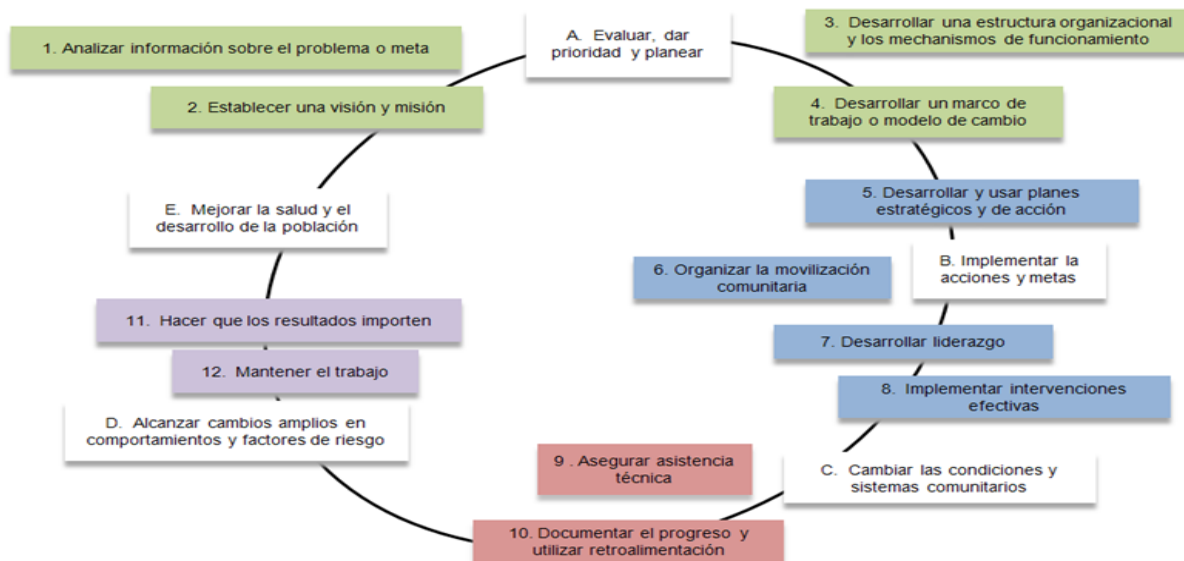 1. Analizar información sobre el problema o meta
2. Establecer una visión y misión
A. Evaluar, dar
prioridad y planear
3. Desarrollar una estructura organizacional
y los mechanismos de funcionamiento
4. Desarrollar un marco de
trabajo o modelo de cambio
5. Desarrollar y usar planes
estratégicos y de acción
B. Implementar la
acciones y metas
6. Organizar la movilización
comunitaria
7. Desarrollar liderazgo
8. Implementar intervenciones
efectivas
C. Cambiar las condiciones y
sistemas comunitarios
9 . Asegurar asistencia
técnica
10. Documentar el progreso y
utilizar retroalimentación
D. Alcanzar cambios amplios en
comportamientos y factores de riesgo
12. Mantener el trabajo
11. Hacer que los resultados importen
E. Mejorar la salud y el
desarrollo de la población